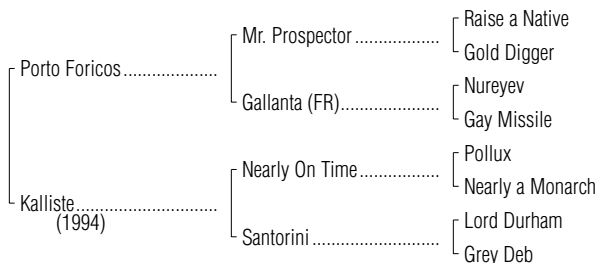 Raise a Native
Mr. Prospector ..................
Gold Digger
Porto Foricos ....................
Nureyev
Gallanta (FR).....................
Gay Missile
Pollux
Nearly On Time .................
Nearly a Monarch
Kalliste ..............................
(1994)
Lord Durham
Santorini ...........................
Grey Deb